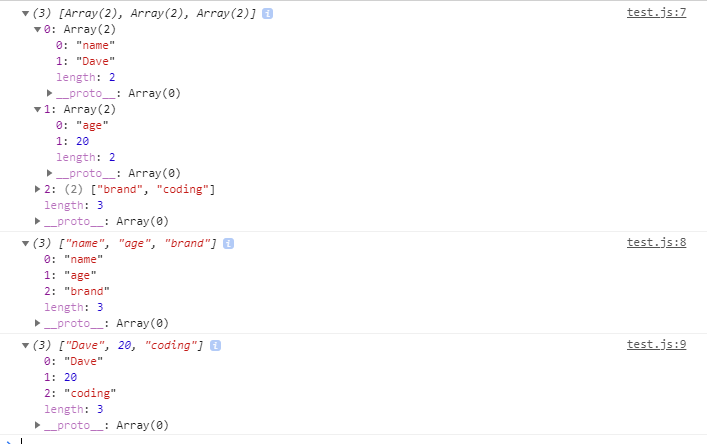 (3) [Array(2), Array(2), Array(2)] i test.js:7
0: Array(2)
0: "name"
1: "Dave"
length: 2
__proto__: Array(0)
1: Array(2)
0: "age"
1: 20
length: 2
__proto__: Array(0)
2: (2) ["brand", "coding"]
length: 3
__proto__: Array(0)
(3) ["name", "age", "brand"] i test.js:8
0: "name"
1: "age"
2: "brand"
length: 3
__proto__: Array(0)
(3) ["Dave", 20, "coding"] i test.js:9
0: "Dave"
1: 20
2: "coding"
length: 3
__proto__: Array(0)